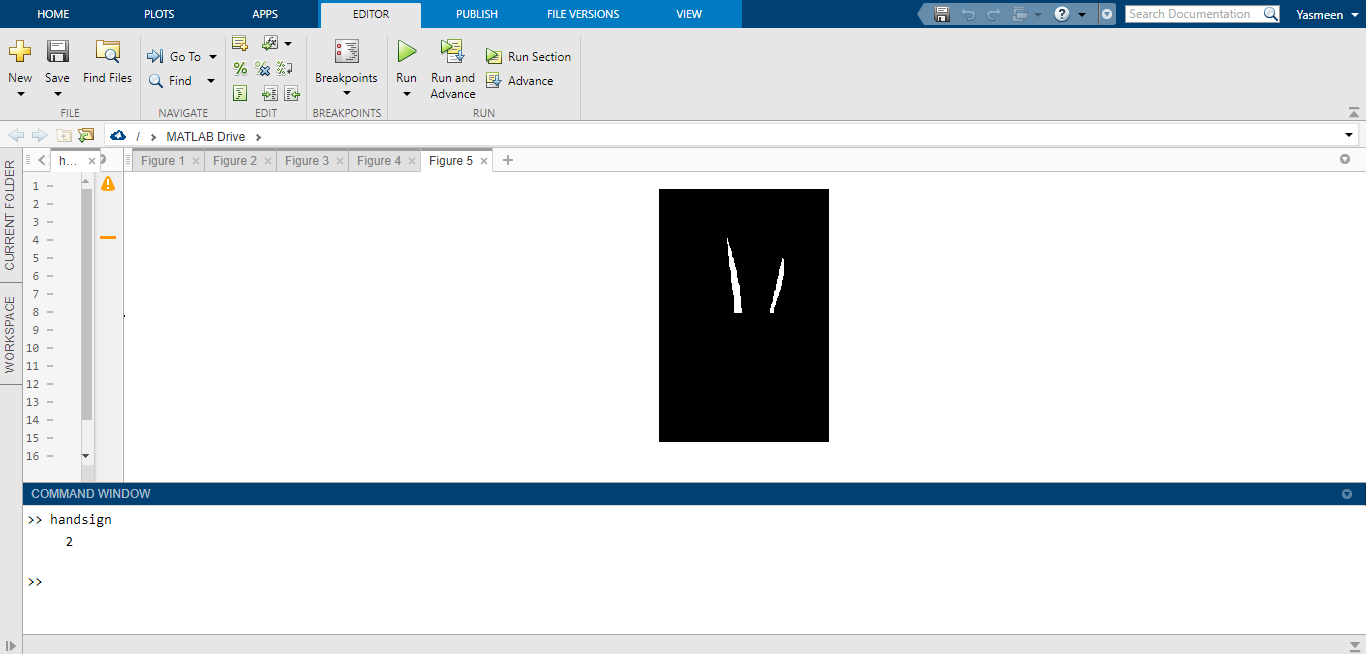 HOME PLOTS APPS EDITOR PUBLISH FILE VERSIONS VIEW Search Documentation Yasmeen
New Save Find Files Go To Find Breakpoints Run Run and Advance Run Section Advance
FILE NAVIGATE EDIT BREAKPOINTS RUN
/ MATLAB Drive
CURRENT FOLDER
WORKSPACE
h... Figure 1 Figure 2 Figure 3 Figure 4 Figure 5
1 –
2 –
3 –
4 –
5 –
6 –
7 –
8 –
9 –
10 –
11 –
12 –
13 –
14 –
15 –
16 –
COMMAND WINDOW
>> handsign
2
>>